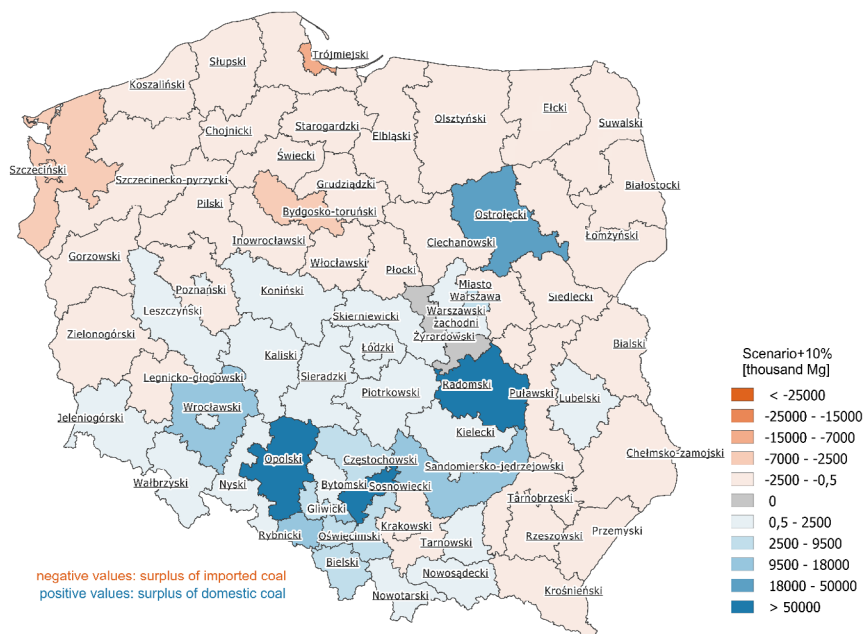 Trójmiejski
Słupski
Koszaliński
Ełcki
Olsztyński
Suwalski
Chojnicki
Starogardzki
Elbląski
Świecki
Szczeciński
Szczecinecko-pyrzycki
Grudziądzki
Białostocki
Pilski
Bydgosko-toruński
Ostrołęcki
Łomżyński
Inowrocławski
Ciechanowski
Gorzowski
Włocławski
Płocki
Poznański
Koniński
Miasto
Warszawa
Siedlecki
Leszczyński
Skierniewicki
Warszawski
zachodni
Zielonogórski
Żyrardowski
Bialski
Łódzki
Kaliski
Legnicko-głogowski
Sieradzki
Piotrkowski
Radomski
Puławski
Lubelski
Wrocławski
Jeleniogórski
Kielecki
Opolski
Częstochowski
Sandomiersko-jędrzejowski
Chełmsko-zamojski
Wałbrzyski
Nyski
Bytomski
Sosnowiecki
Tarnobrzeski
Gliwicki
Krakowski
Rybnicki
Oświęcimski
Tarnowski
Rzeszowski
Przemyski
Bielski
Nowosądecki
Nowotarski
Krośnieński
Scenario+10%
[thousand Mg]
< -25000
-25000 - -15000
-15000 - -7000
-7000 - -2500
-2500 - -0,5
0
0,5 - 2500
2500 - 9500
9500 - 18000
18000 - 50000
> 50000
negative values: surplus of imported coal
positive values: surplus of domestic coal